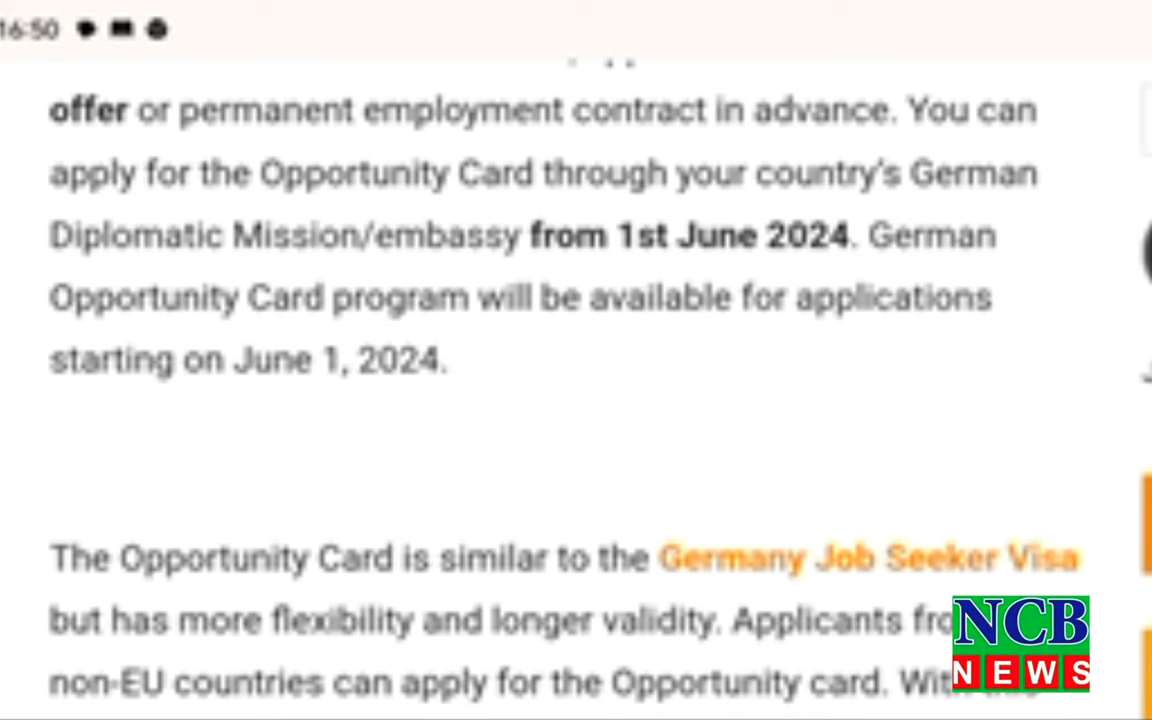 16:50
offer or permanent employment contract in advance. You can
apply for the Opportunity Card through your country's German
Diplomatic Mission/embassy from 1st June 2024. German
Opportunity Card program will be available for applications
starting on June 1, 2024.
The Opportunity Card is similar to the Germany Job Seeker Visa
but has more flexibility and longer validity. Applicants
non-EU countries can apply for the Opportunity card.
NCB
NEWS